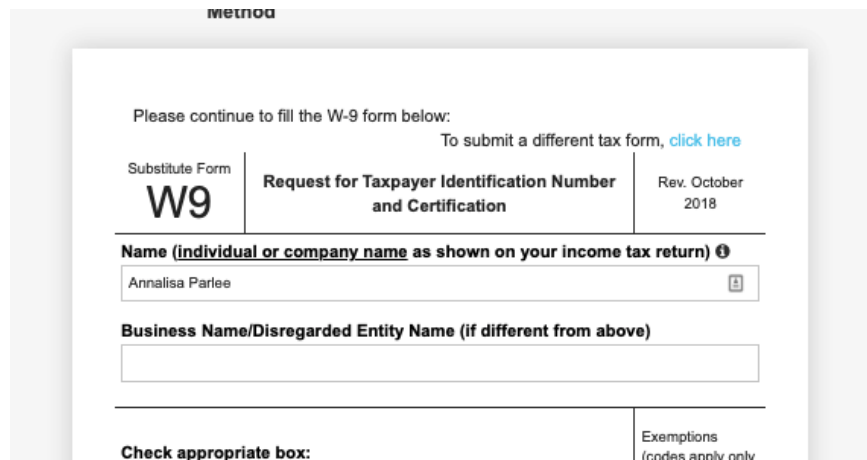 Method
Please continue to fill the W-9 form below:
To submit a different tax form, click here
Substitute Form
W9
Request for Taxpayer Identification Number
and Certification
Rev. October
2018
Name (individual or company name as shown on your income tax return)
Annalisa Parlee
Business Name/Disregarded Entity Name (if different from above)
Check appropriate box:
Exemptions
(codes apply only